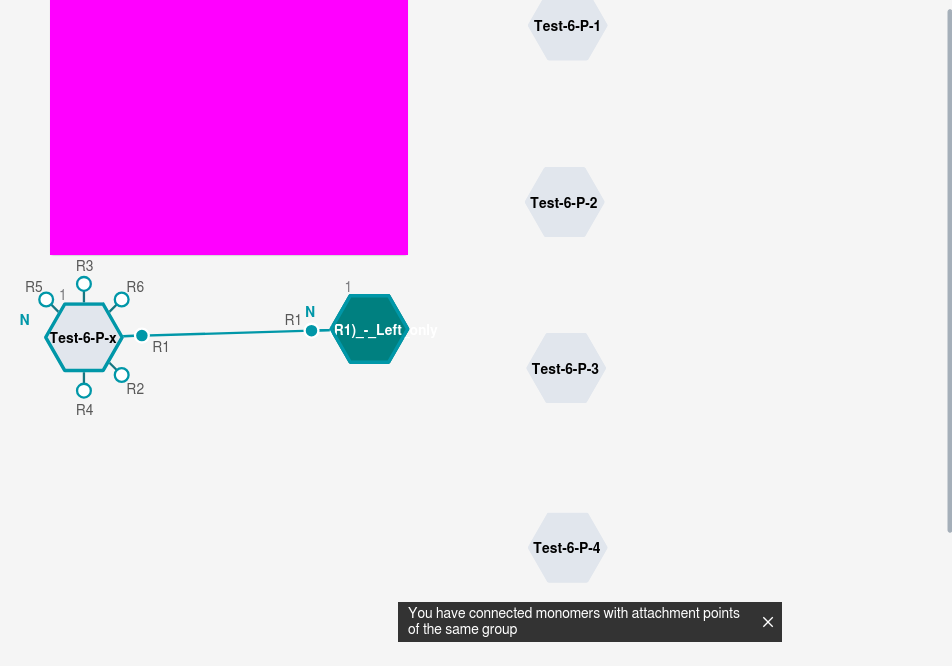 Test-6-P-1
Test-6-P-2
R3
R5
1
R6
N
Test-6-P-x
R1
R2
R4
1
N
R1
R1)_-_Left only
Test-6-P-3
Test-6-P-4
You have connected monomers with attachment points
of the same group